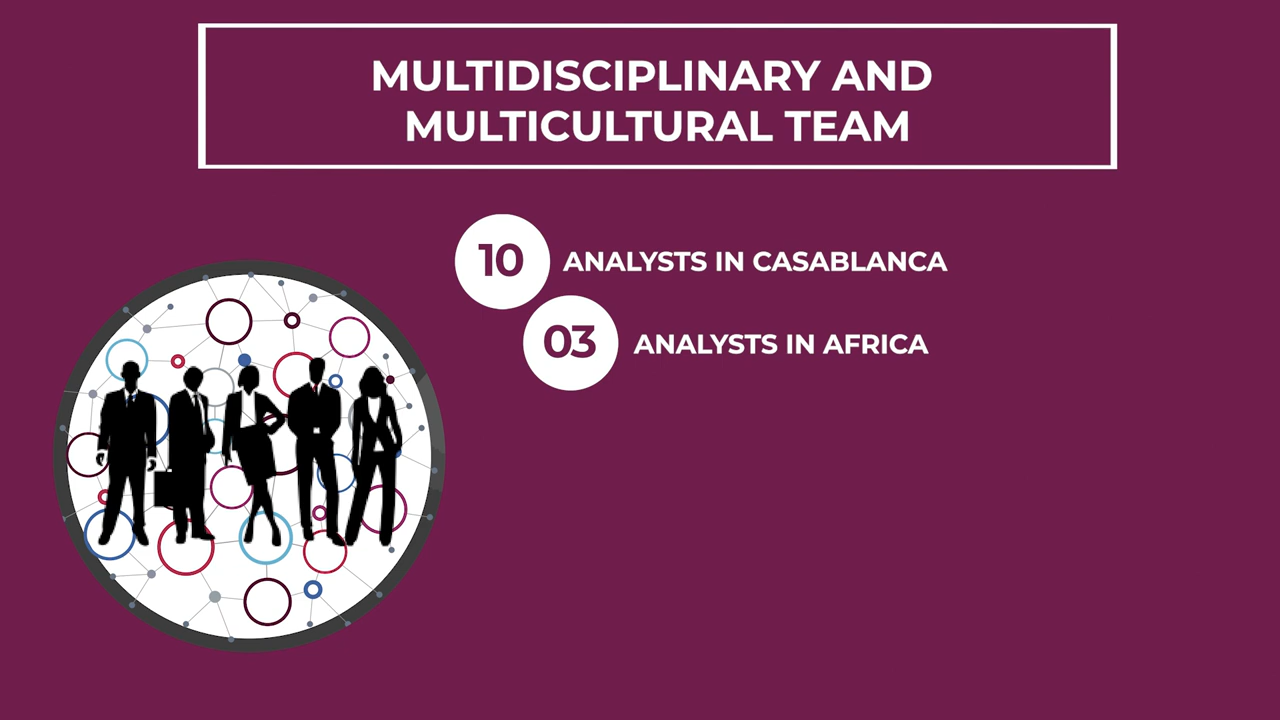 MULTIDISCIPLINARY AND
MULTICULTURAL TEAM
10 ANALYSTS IN CASABLANCA
03 ANALYSTS IN AFRICA